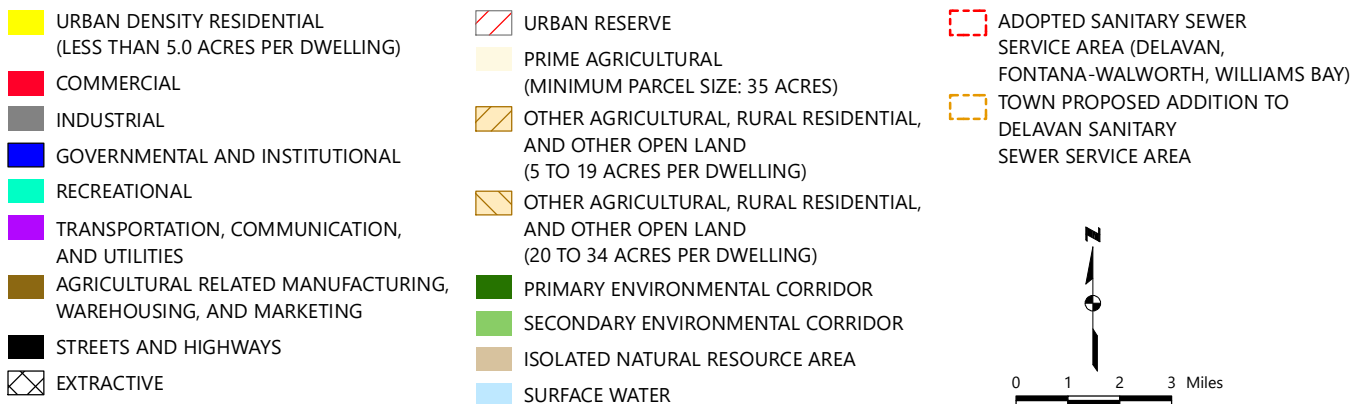 URBAN DENSITY RESIDENTIAL
(LESS THAN 5.0 ACRES PER DWELLING)
COMMERCIAL
INDUSTRIAL
GOVERNMENTAL AND INSTITUTIONAL
RECREATIONAL
TRANSPORTATION, COMMUNICATION,
AND UTILITIES
AGRICULTURAL RELATED MANUFACTURING,
WAREHOUSING, AND MARKETING
STREETS AND HIGHWAYS
EXTRACTIVE
URBAN RESERVE
PRIME AGRICULTURAL
(MINIMUM PARCEL SIZE: 35 ACRES)
OTHER AGRICULTURAL, RURAL RESIDENTIAL,
AND OTHER OPEN LAND
(5 TO 19 ACRES PER DWELLING)
OTHER AGRICULTURAL, RURAL RESIDENTIAL,
AND OTHER OPEN LAND
(20 TO 34 ACRES PER DWELLING)
PRIMARY ENVIRONMENTAL CORRIDOR
SECONDARY ENVIRONMENTAL CORRIDOR
ISOLATED NATURAL RESOURCE AREA
SURFACE WATER
ADOPTED SANITARY SEWER
SERVICE AREA (DELAVAN,
FONTANA-WALWORTH, WILLIAMS BAY)
TOWN PROPOSED ADDITION TO
DELAVAN SANITARY
SEWER SERVICE AREA
N
0 1 2 3 Miles